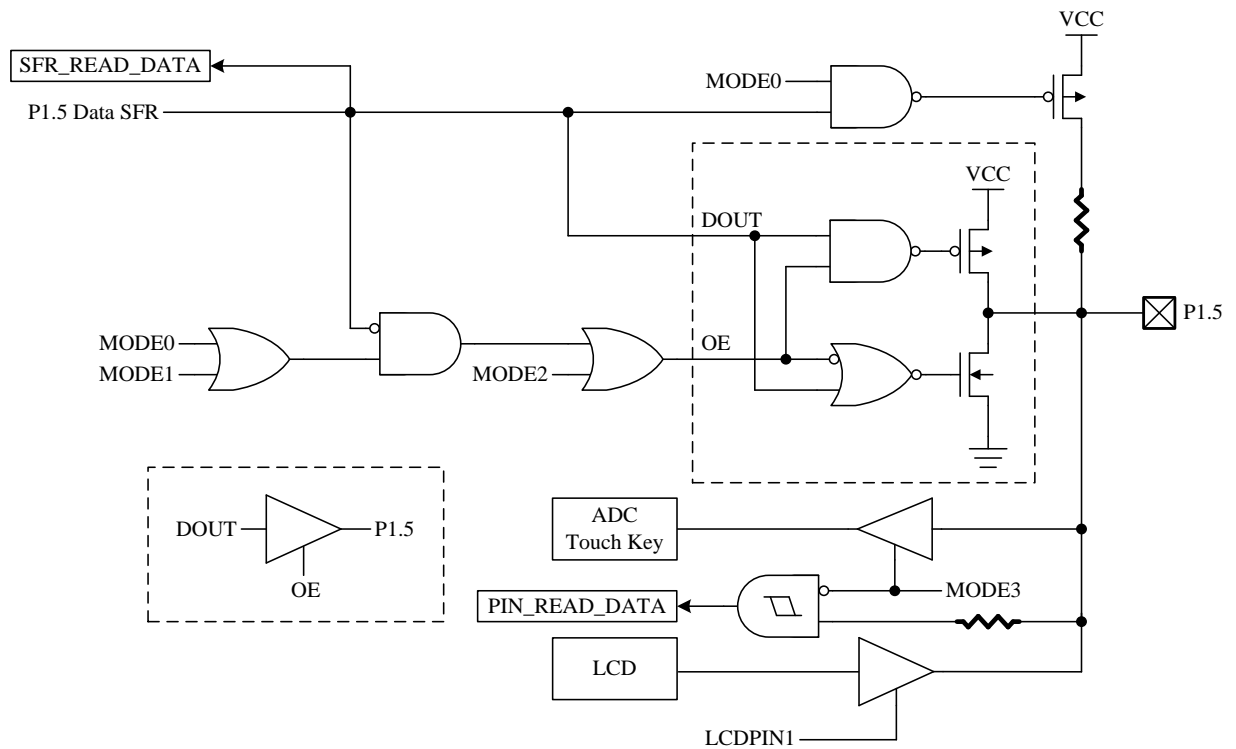 VCC
SFR_READ_DATA
MODE0
P1.5 Data SFR
VCC
DOUT
P1.5
MODE0
OE
MODE1
MODE2
ADC
Touch Key
DOUT
P1.5
OE
MODE3
PIN_READ_DATA
LCD
LCDPIN1